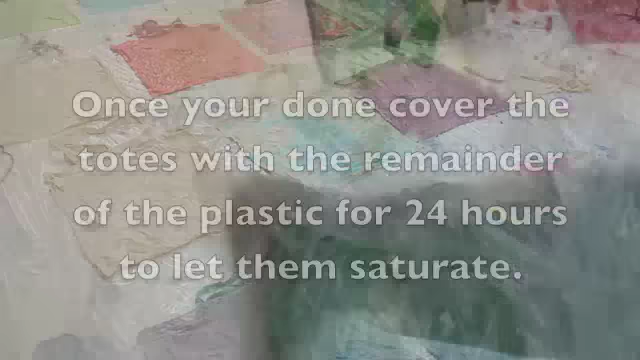 Once your done cover the
totes with the remainder
of the plastic for 24 hours
to let them saturate.